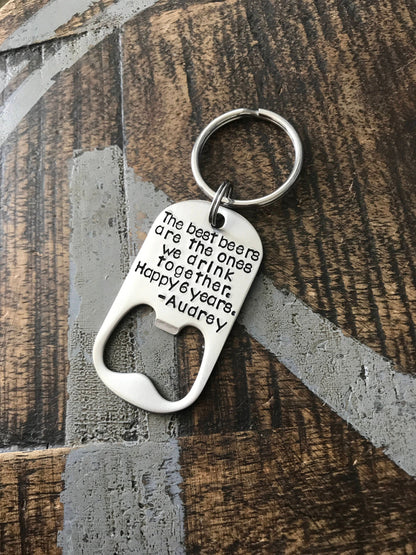 The best beers
are the ones
we drink
together.
Happy 6 years.
-Audrey